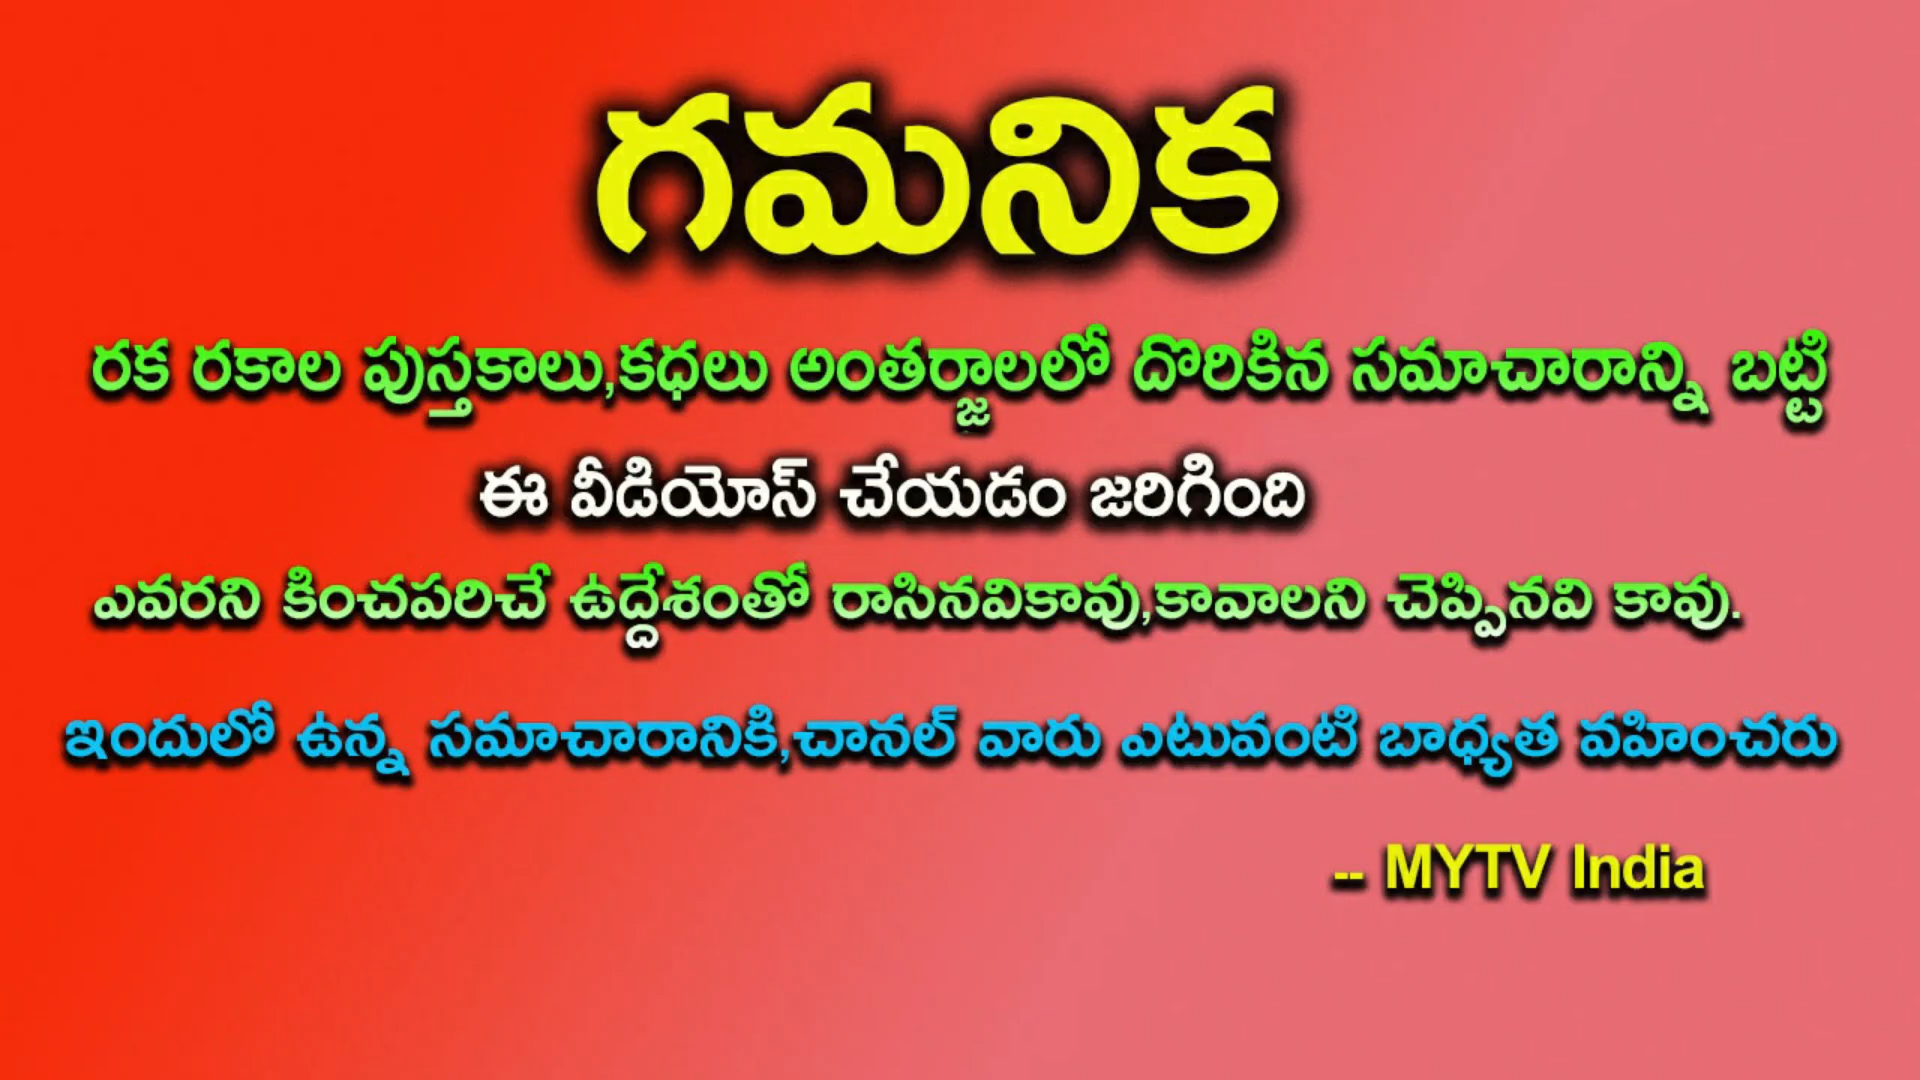 గమనిక
రక రకాల పుస్తకాలు,కధలు అంతర్జాలలో దొరికిన సమాచారాన్ని బట్టి
ఈ వీడియోస్ చేయడం జరిగింది
ఎవరని కించపరిచే ఉద్దేశంతో రాసినవికావు,కావాలని చెప్పినవి కావు.
ఇందులో ఉన్న సమాచారానికి,చానల్ వారు ఎటువంటి బాధ్యత వహించరు
-- MYTV India